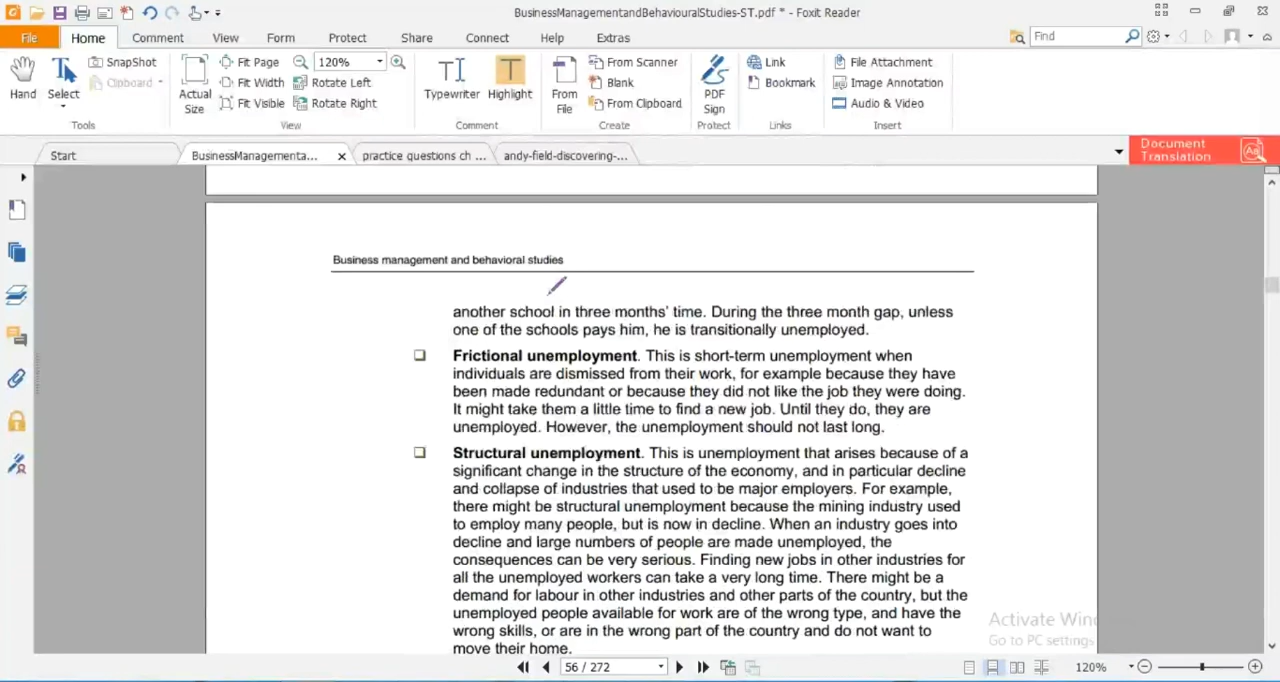 BusinessManagementandBehaviouralStudies-ST.pdf * - Foxit Reader
File Home Comment View Form Protect Share Connect Help Extras Find
Hand
Select
SnapShot
Clipboard
Tools
Actual Size
Fit Page
Fit Width
Fit Visible
120%
Rotate Left
Rotate Right
View
Typewriter
Highlight
Comment
From File
From Scanner
Blank
From Clipboard
Create
PDF Sign
Protect
Link
Bookmark
Links
File Attachment
Image Annotation
Audio & Video
Insert
Start BusinessManagementa... x practice questions ch ... andy-field-discovering-...
Document Translation
Business management and behavioral studies
another school in three months' time. During the three month gap, unless
one of the schools pays him, he is transitionally unemployed.
❑ Frictional unemployment. This is short-term unemployment when
individuals are dismissed from their work, for example because they have
been made redundant or because they did not like the job they were doing.
It might take them a little time to find a new job. Until they do, they are
unemployed. However, the unemployment should not last long.
❑ Structural unemployment. This is unemployment that arises because of a
significant change in the structure of the economy, and in particular decline
and collapse of industries that used to be major employers. For example,
there might be structural unemployment because the mining industry used
to employ many people, but is now in decline. When an industry goes into
decline and large numbers of people are made unemployed, the
consequences can be very serious. Finding new jobs in other industries for
all the unemployed workers can take a very long time. There might be a
demand for labour in other industries and other parts of the country, but the
unemployed people available for work are of the wrong type, and have the
wrong skills, or are in the wrong part of the country and do not want to
move their home.
Activate Win
Go to PC settings
56 / 272
120%